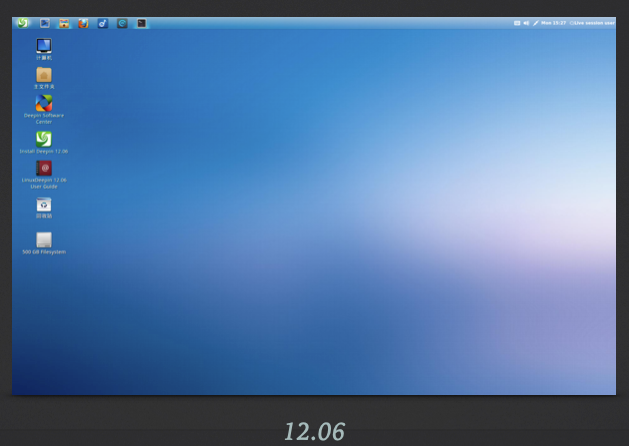 Mon 15:27 Live session user
计算机
主文件夹
Deepin Software
Center
Install Deepin 12.06
LinuxDeepin 12.06
User Guide
回收站
500 GB Filesystem
12.06